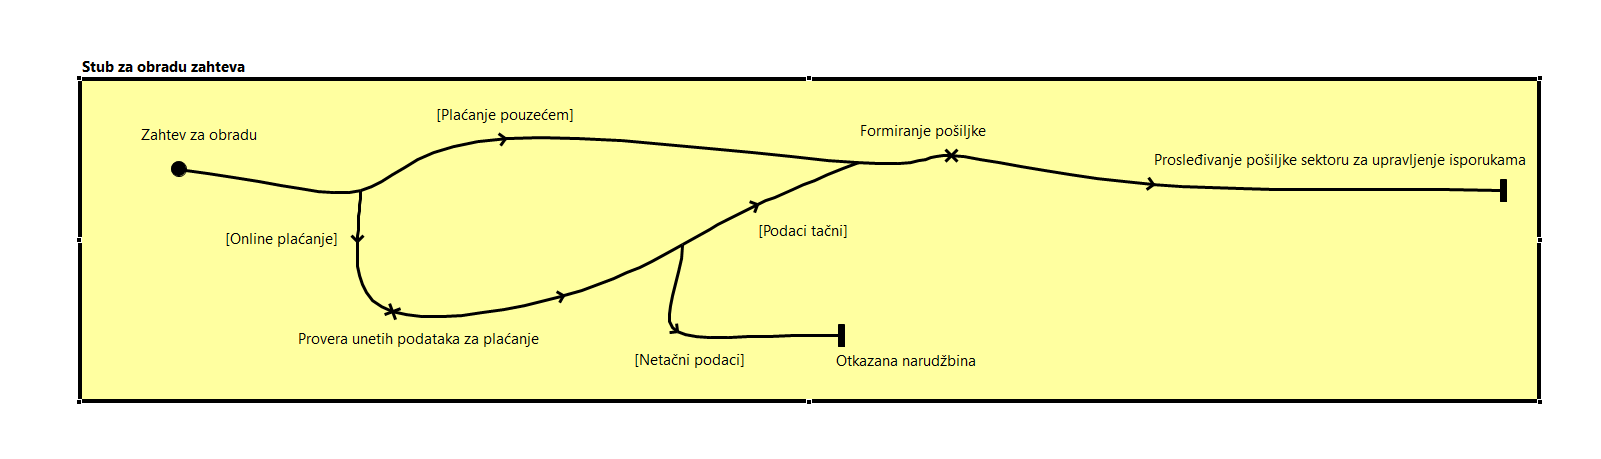 Stub za obradu zahteva
[Plaćanje pouzećem]
Zahtev za obradu
Formiranje pošiljke
Prosleđivanje pošiljke sektoru za upravljenje isporukama
[Online plaćanje]
[Podaci tačni]
Provera unetih podataka za plaćanje
[Netačni podaci]
Otkazana narudžbina